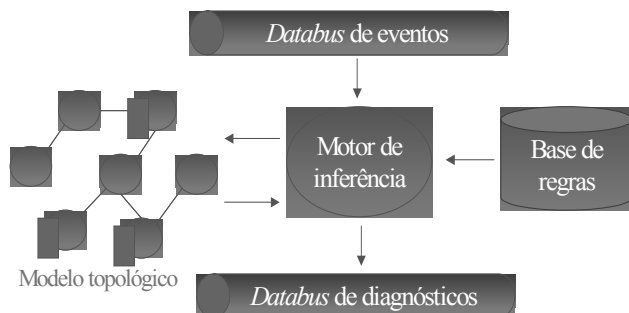 Databus de eventos
Motor de
inferência
Base de
regras
Modelo topológico
Databus de diagnósticos